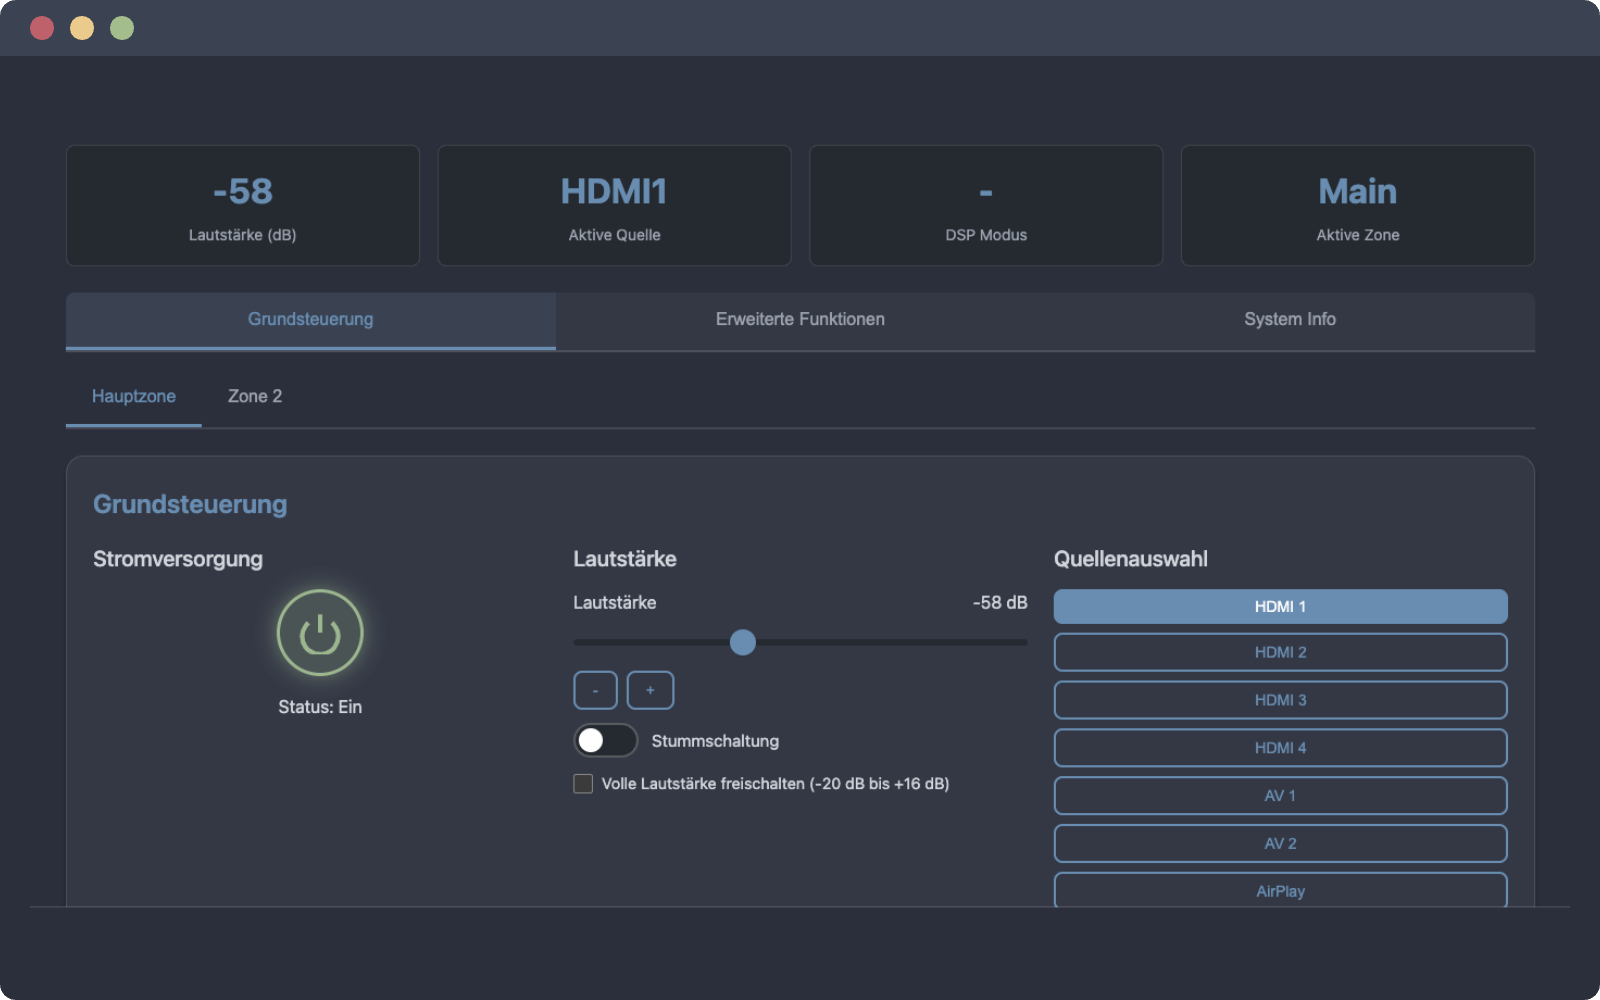 -58
Lautstärke (dB)
HDMI1
Aktive Quelle
-
DSP Modus
Main
Aktive Zone
Grundsteuerung
Erweiterte Funktionen
System Info
Hauptzone
Zone 2
Grundsteuerung
Stromversorgung
Status: Ein
Lautstärke
Lautstärke
-58 dB
-
+
Stummschaltung
Volle Lautstärke freischalten (-20 dB bis +16 dB)
Quellenauswahl
HDMI 1
HDMI 2
HDMI 3
HDMI 4
AV 1
AV 2
AirPlay